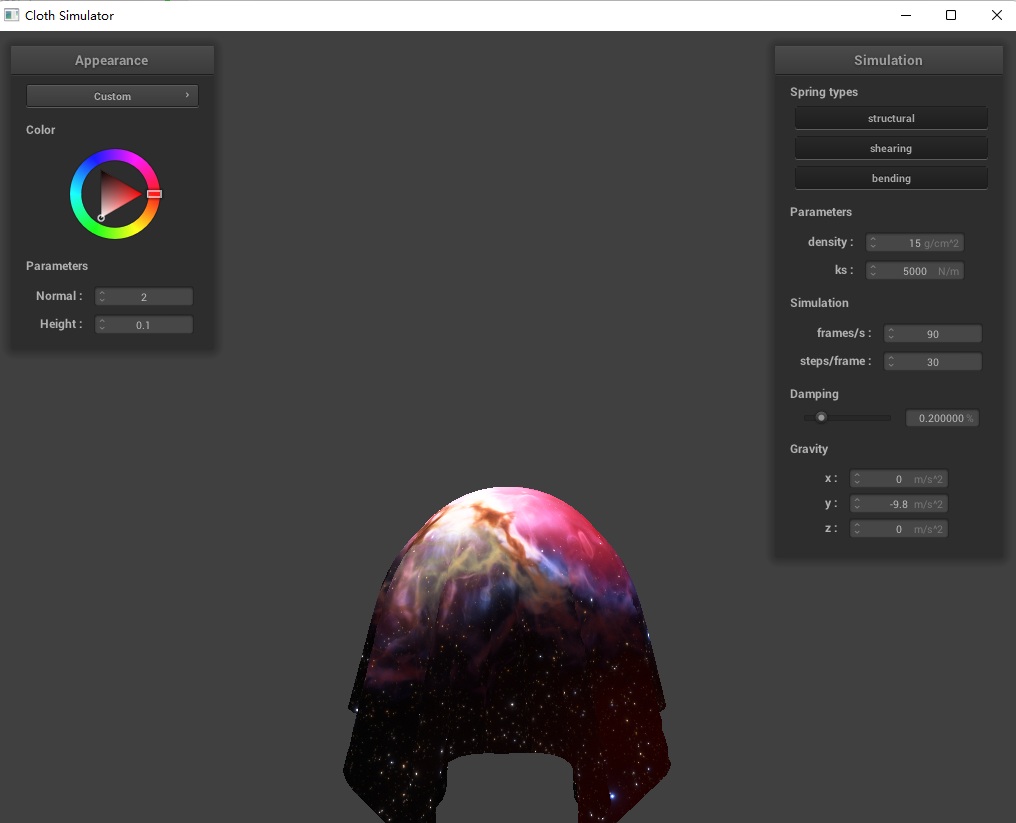 Cloth Simulator
Appearance
Custom
Color
Parameters
Normal : 2
Height : 0.1
Simulation
Spring types
structural
shearing
bending
Parameters
density : 15 g/cm^2
ks : 5000 N/m
Simulation
frames/s : 90
steps/frame : 30
Damping
0.200000 %
Gravity
x : 0 m/s^2
y : -9.8 m/s^2
z : 0 m/s^2